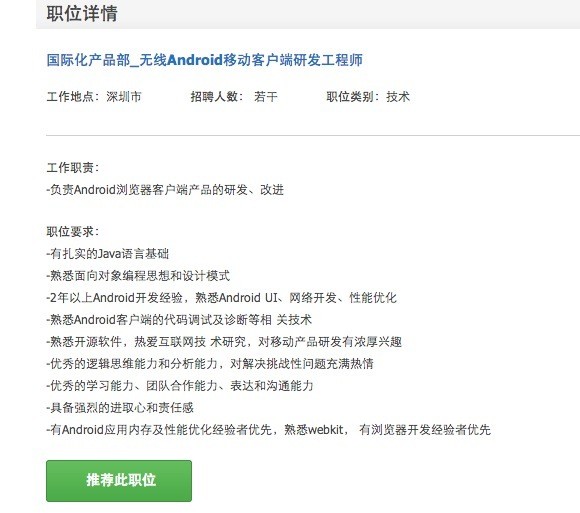 职位详情
国际化产品部_无线Android移动客户端研发工程师
工作地点：深圳市 招聘人数： 若干 职位类别：技术
工作职责：
-负责Android浏览器客户端产品的研发、改进
职位要求：
-有扎实的Java语言基础
-熟悉面向对象编程思想和设计模式
-2年以上Android开发经验，熟悉Android UI、网络开发、性能优化
-熟悉Android客户端的代码调试及诊断等相 关技术
-熟悉开源软件，热爱互联网技 术研究，对移动产品研发有浓厚兴趣
-优秀的逻辑思维能力和分析能力，对解决挑战性问题充满热情
-优秀的学习能力、团队合作能力、表达和沟通能力
-具备强烈的进取心和责任感
-有Android应用内存及性能优化经验者优先，熟悉webkit， 有浏览器开发经验者优先
推荐此职位